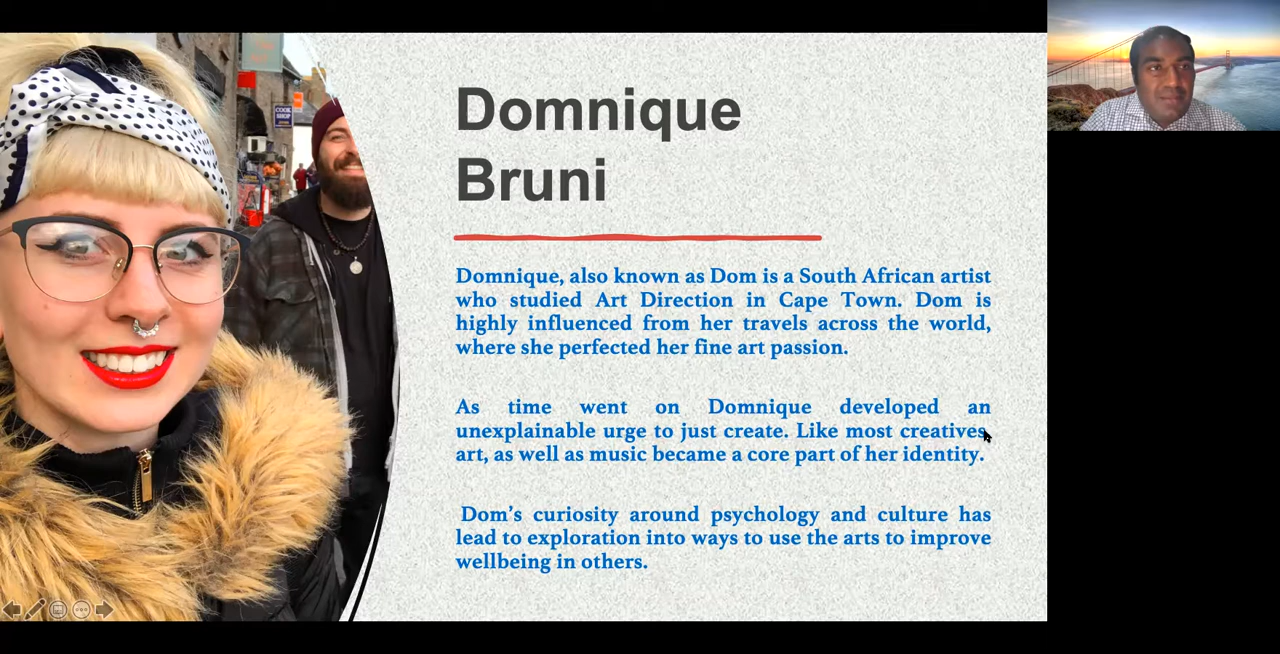 Domnique
Bruni
Domnique, also known as Dom is a South African artist
who studied Art Direction in Cape Town. Dom is
highly influenced from her travels across the world,
where she perfected her fine art passion.
As time went on Domnique developed an
unexplainable urge to just create. Like most creatives,
art, as well as music became a core part of her identity.
Dom’s curiosity around psychology and culture has
lead to exploration into ways to use the arts to improve
wellbeing in others.
COOK
SHOP